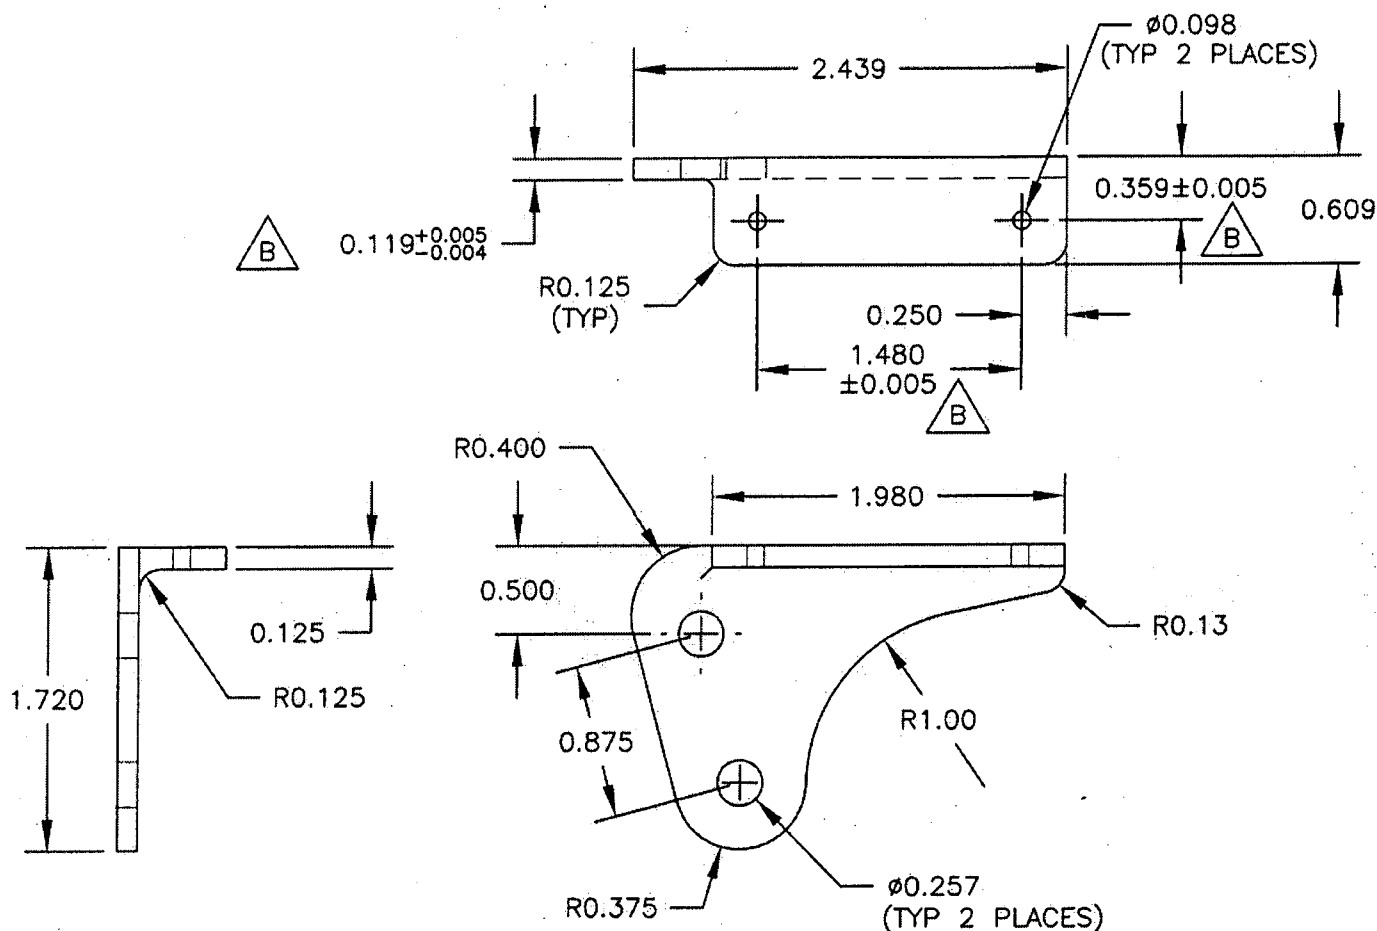 ø0.098
(TYP 2 PLACES)
2.439
0.359±0.005
0.609
B
0.119+0.005
-0.004
B
R0.125
(TYP)
0.250
1.480
±0.005
B
R0.400
1.980
0.500
0.125
R0.13
1.720
R0.125
R1.00
0.875
ø0.257
(TYP 2 PLACES)
R0.375